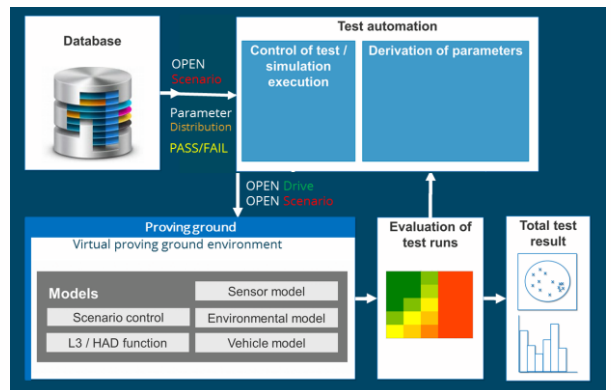 Database
OPEN
Scenario
Parameter
Distribution
PASS/FAIL
Test automation
Control of test /
simulation
execution
Derivation of parameters
OPEN Drive
OPEN Scenario
Proving ground
Virtual proving ground environment
Models
Sensor model
Scenario control
Environmental model
L3 / HAD function
Vehicle model
Evaluation of
test runs
Total test
result